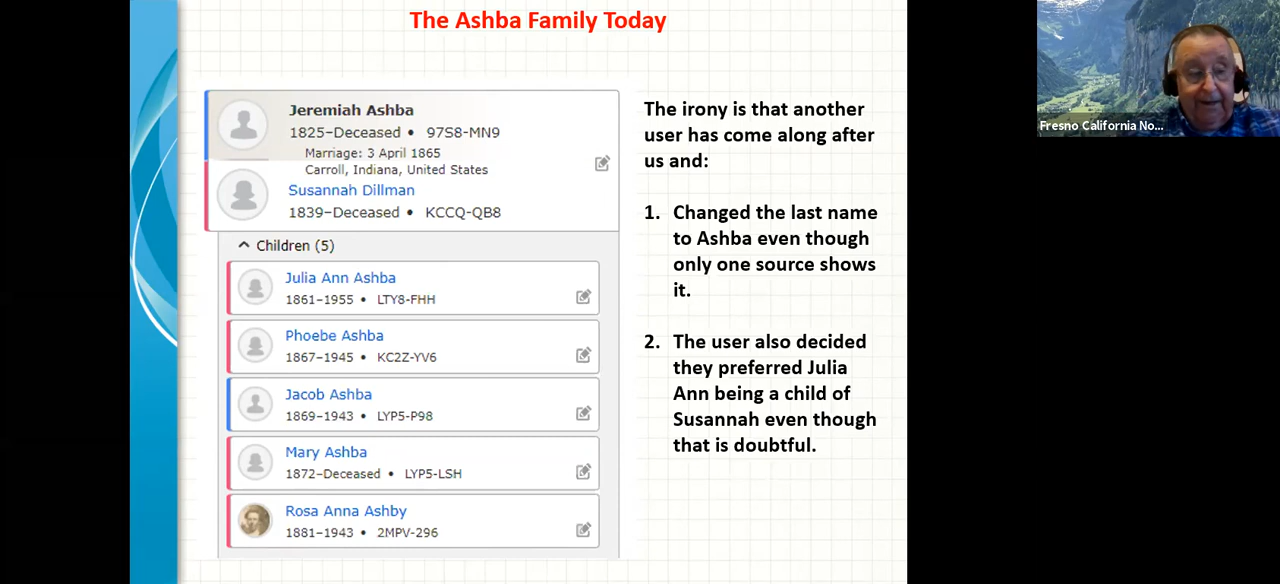 The Ashba Family Today
Jeremiah Ashba
1825–Deceased • 97S8-MN9
Marriage: 3 April 1865
Carroll, Indiana, United States
Susannah Dillman
1839–Deceased • KCCQ-QB8
Children (5)
Julia Ann Ashba
1861–1955 • LTY8-FHH
Phoebe Ashba
1867–1945 • KC2Z-YV6
Jacob Ashba
1869–1943 • LYP5-P98
Mary Ashba
1872–Deceased • LYP5-LSH
Rosa Anna Ashby
1881–1943 • 2MPV-296
The irony is that another
user has come along after
us and:
1. Changed the last name
to Ashba even though
only one source shows
it.
2. The user also decided
they preferred Julia
Ann being a child of
Susannah even though
that is doubtful.
Fresno California No...